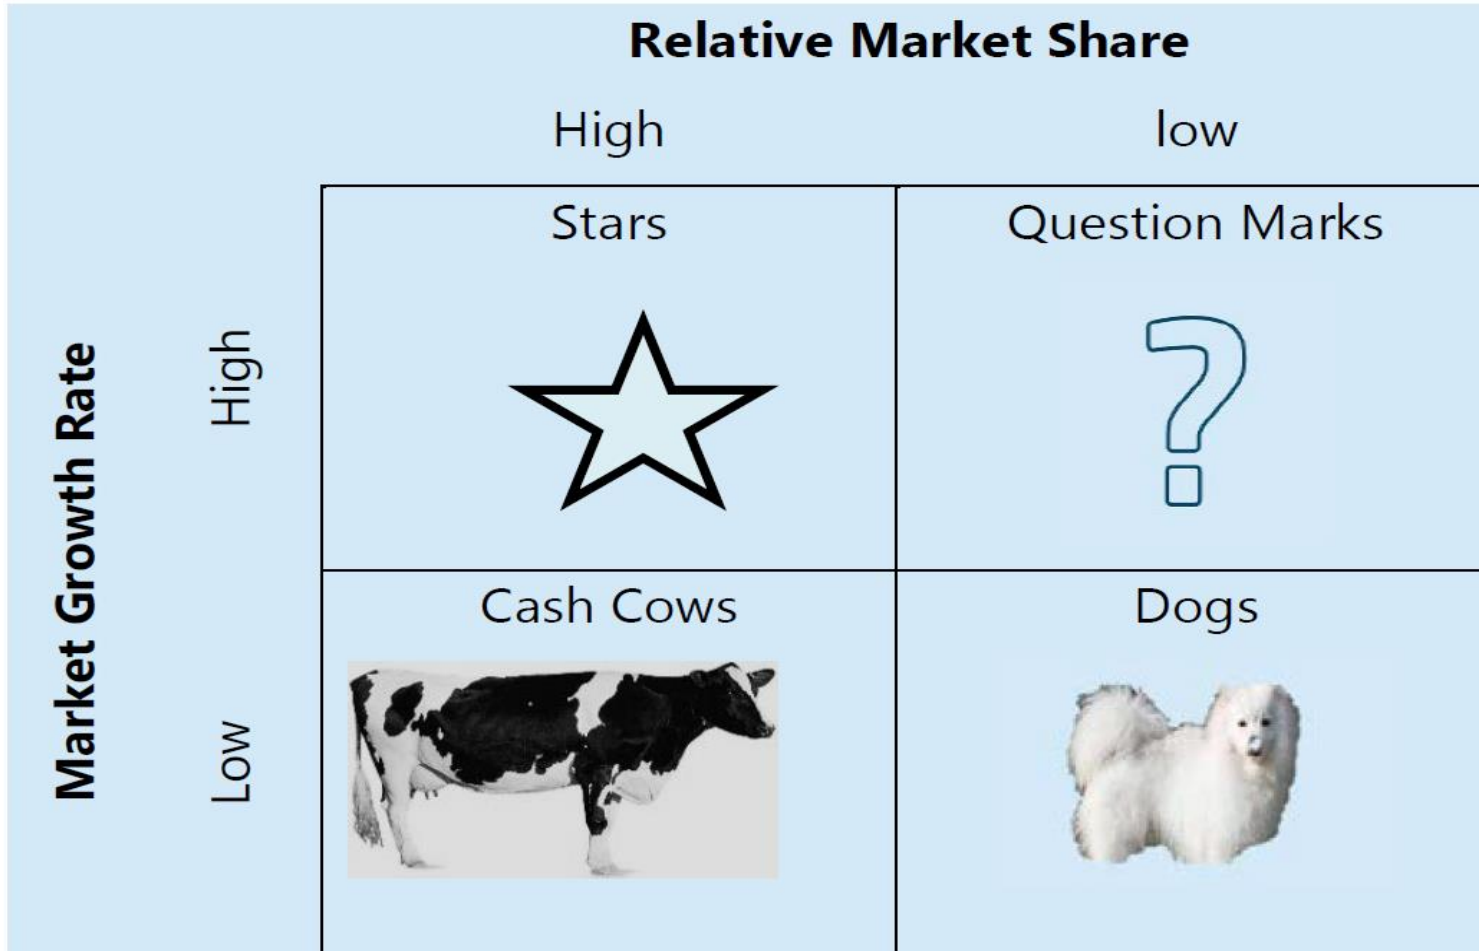 Relative Market Share
High low
Stars Question Marks
?
High
Market Growth Rate
Cash Cows Dogs
Low